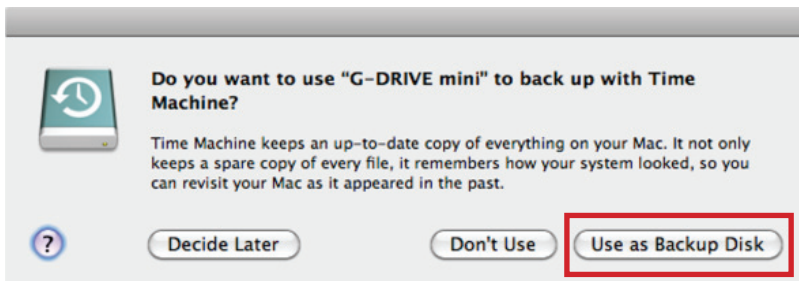 Do you want to use "G-DRIVE mini" to back up with Time
Machine?
Time Machine keeps an up-to-date copy of everything on your Mac. It not only
keeps a spare copy of every file, it remembers how your system looked, so you
can revisit your Mac as it appeared in the past.
? Decide Later Don't Use Use as Backup Disk